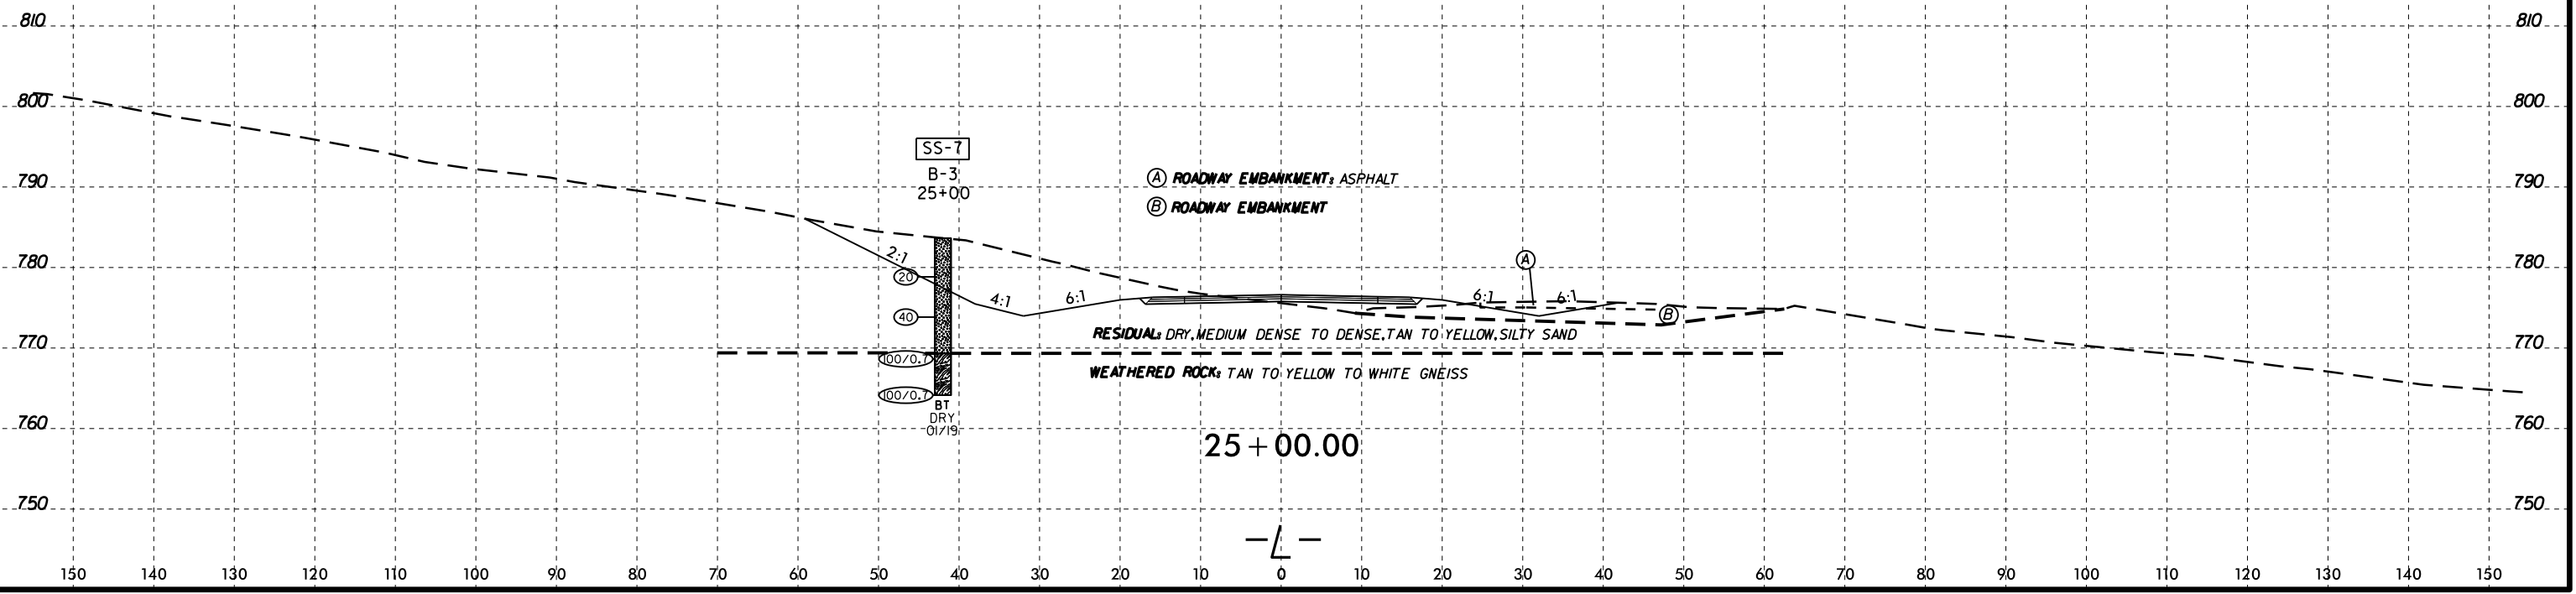 810 810
800 800
SS-7
B-3
25+00
790 790
Ⓐ ROADWAY EMBANKMENT: ASPHALT
Ⓑ ROADWAY EMBANKMENT
2:1
780 780
A
20
4:1 6:1 6:1 6:1
40
B
RESIDUAL: DRY, MEDIUM DENSE TO DENSE, TAN TO YELLOW, SILTY SAND
770 770
100/0.7
WEATHERED ROCK: TAN TO YELLOW TO WHITE GNEISS
100/0.7
BT
DRY
01/19
760 760
25+00.00
750 750
-L-
150 140 130 120 110 100 90 80 70 60 50 40 30 20 10 0 10 20 30 40 50 60 70 80 90 100 110 120 130 140 150